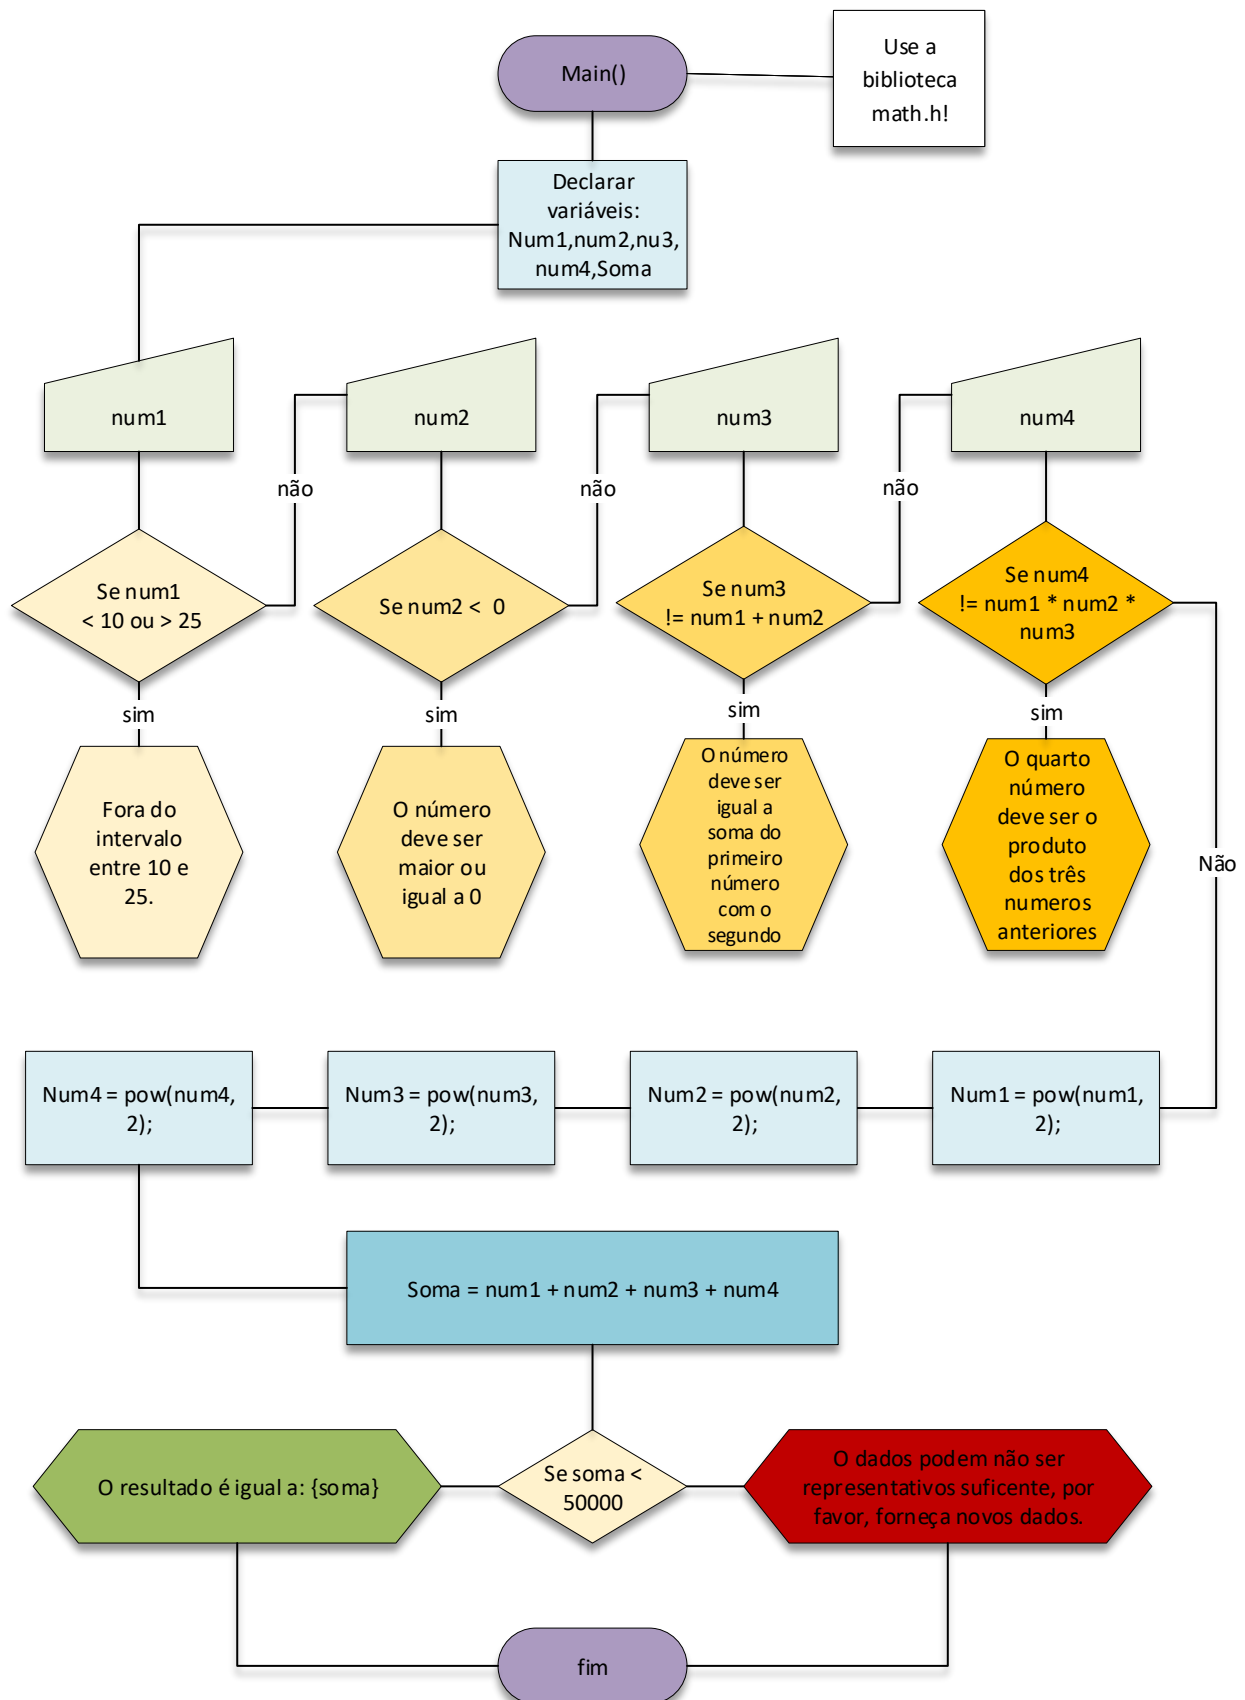 Main()
Use a
biblioteca
math.h!
Declarar
variáveis:
Num1,num2,nu3,
num4,Soma
num1
num2
num3
num4
não
não
não
Se num1
< 10 ou > 25
Se num2 < 0
Se num3
!= num1 + num2
Se num4
!= num1 * num2 *
num3
sim
sim
sim
sim
Fora do
intervalo
entre 10 e
25.
O número
deve ser
maior ou
igual a 0
O número
deve ser
igual a
soma do
primeiro
número
com o
segundo
O quarto
número
deve ser o
produto
dos três
numeros
anteriores
Não
Num4 = pow(num4,
2);
Num3 = pow(num3,
2);
Num2 = pow(num2,
2);
Num1 = pow(num1,
2);
Soma = num1 + num2 + num3 + num4
O resultado é igual a: {soma}
Se soma <
50000
O dados podem não ser
representativos suficente, por
favor, forneça novos dados.
fim